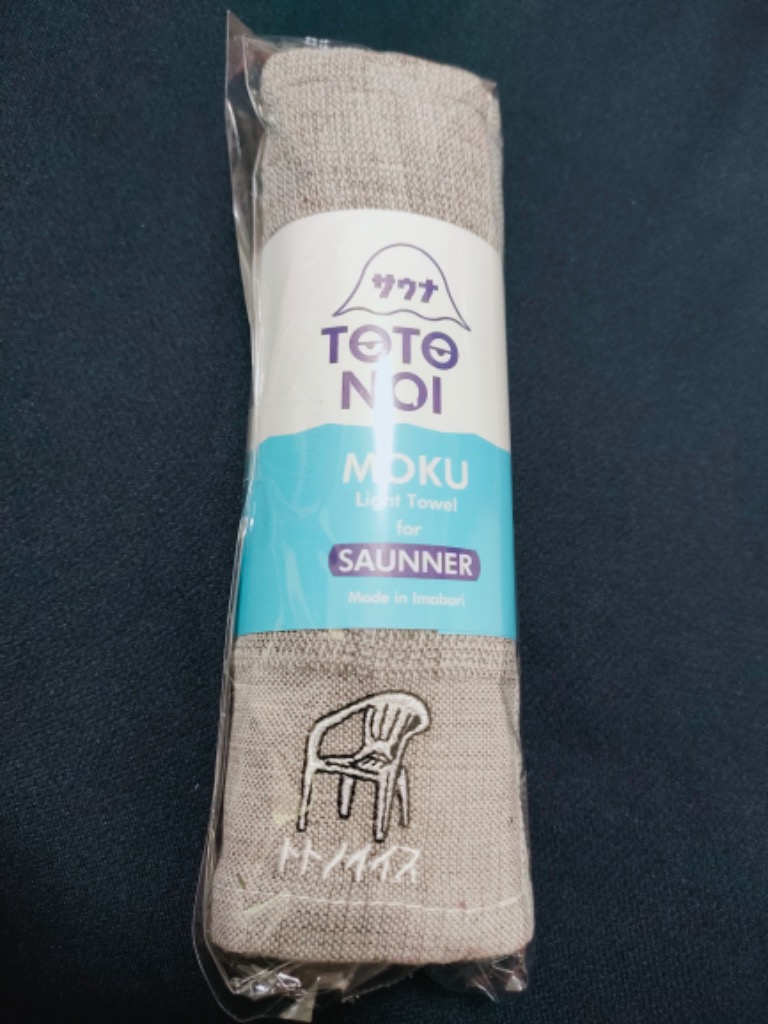 サウナ
TOTO
NOI
MOKU
Light Towel
for
SAUNNER
Made in Imabari
トトノイイス